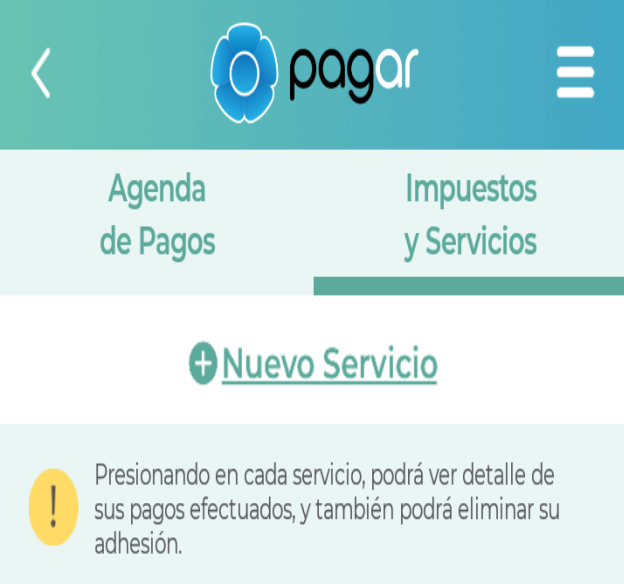 pagar
Agenda
de Pagos
Impuestos
y Servicios
Nuevo Servicio
Presionando en cada servicio, podrá ver detalle de
sus pagos efectuados, y también podrá eliminar su
adhesión.